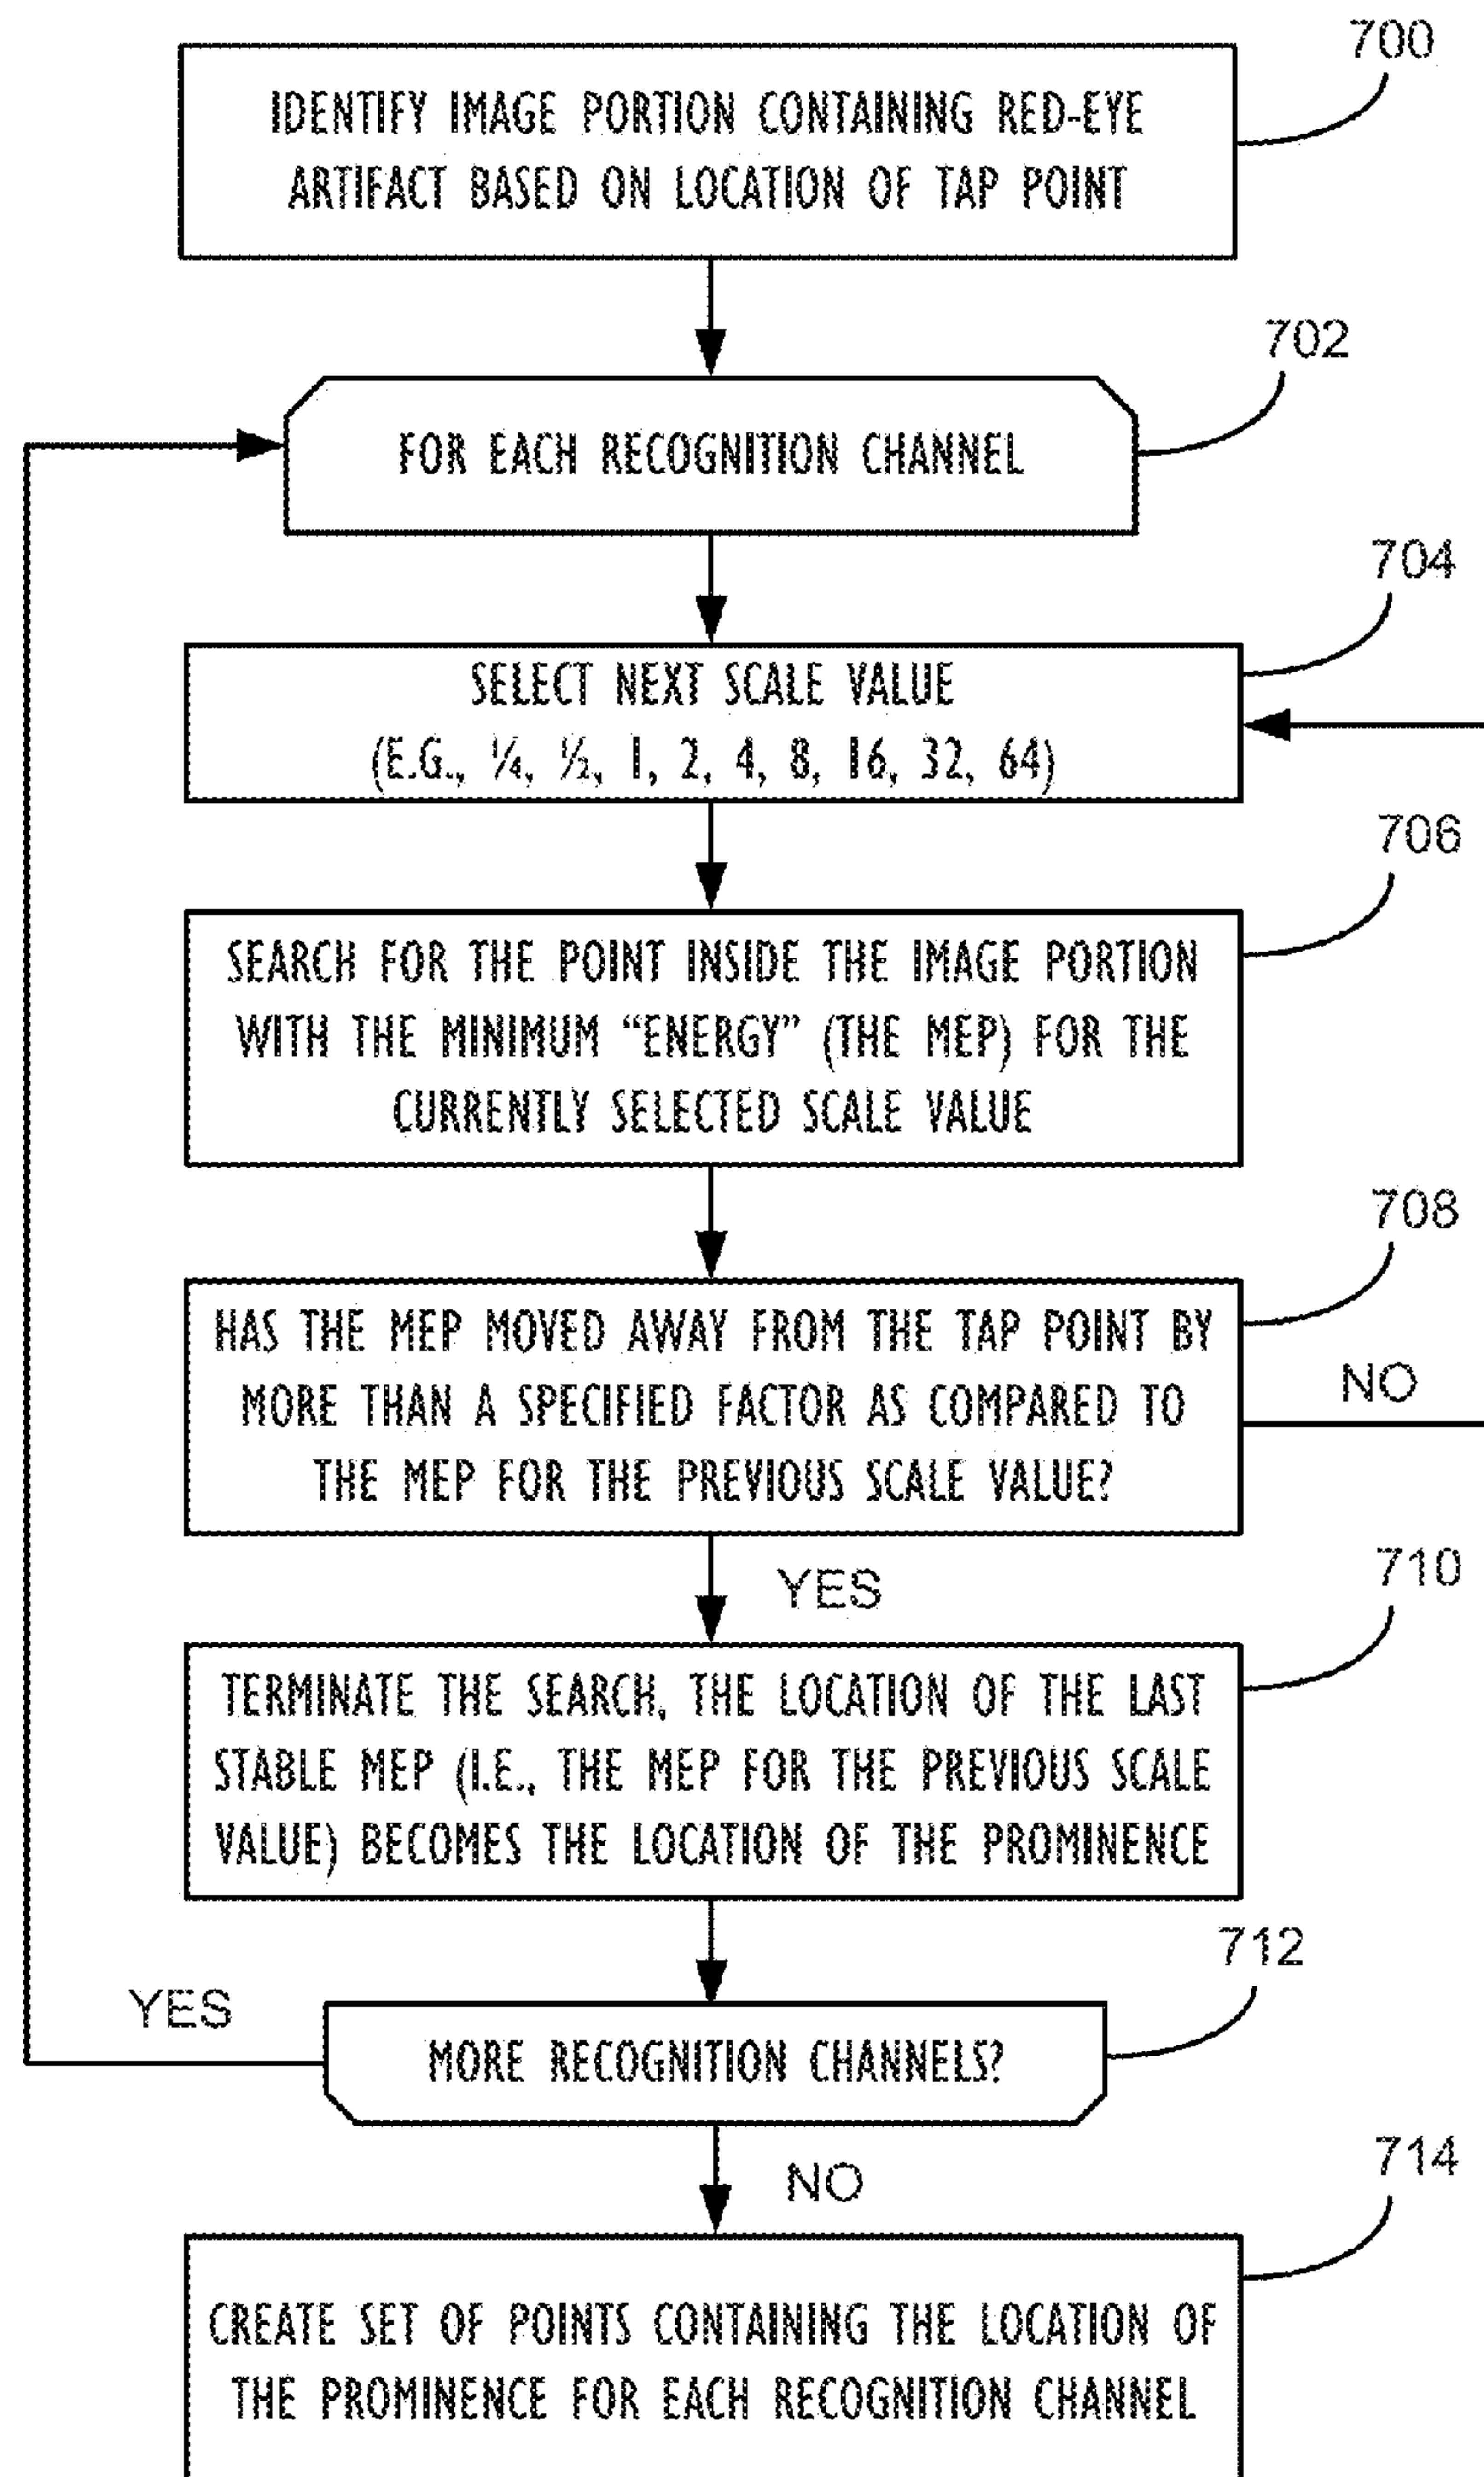 700
IDENTIFY IMAGE PORTION CONTAINING RED-EYE
ARTIFACT BASED ON LOCATION OF TAP POINT
702
FOR EACH RECOGNITION CHANNEL
704
SELECT NEXT SCALE VALUE
(E.G., ¼, ½, 1, 2, 4, 8, 16, 32, 64)
706
SEARCH FOR THE POINT INSIDE THE IMAGE PORTION
WITH THE MINIMUM “ENERGY” (THE MEP) FOR THE
CURRENTLY SELECTED SCALE VALUE
708
HAS THE MEP MOVED AWAY FROM THE TAP POINT BY
MORE THAN A SPECIFIED FACTOR AS COMPARED TO
THE MEP FOR THE PREVIOUS SCALE VALUE?
NO
YES
710
TERMINATE THE SEARCH, THE LOCATION OF THE LAST
STABLE MEP (I.E., THE MEP FOR THE PREVIOUS SCALE
VALUE) BECOMES THE LOCATION OF THE PROMINENCE
712
YES
MORE RECOGNITION CHANNELS?
NO
714
CREATE SET OF POINTS CONTAINING THE LOCATION OF
THE PROMINENCE FOR EACH RECOGNITION CHANNEL